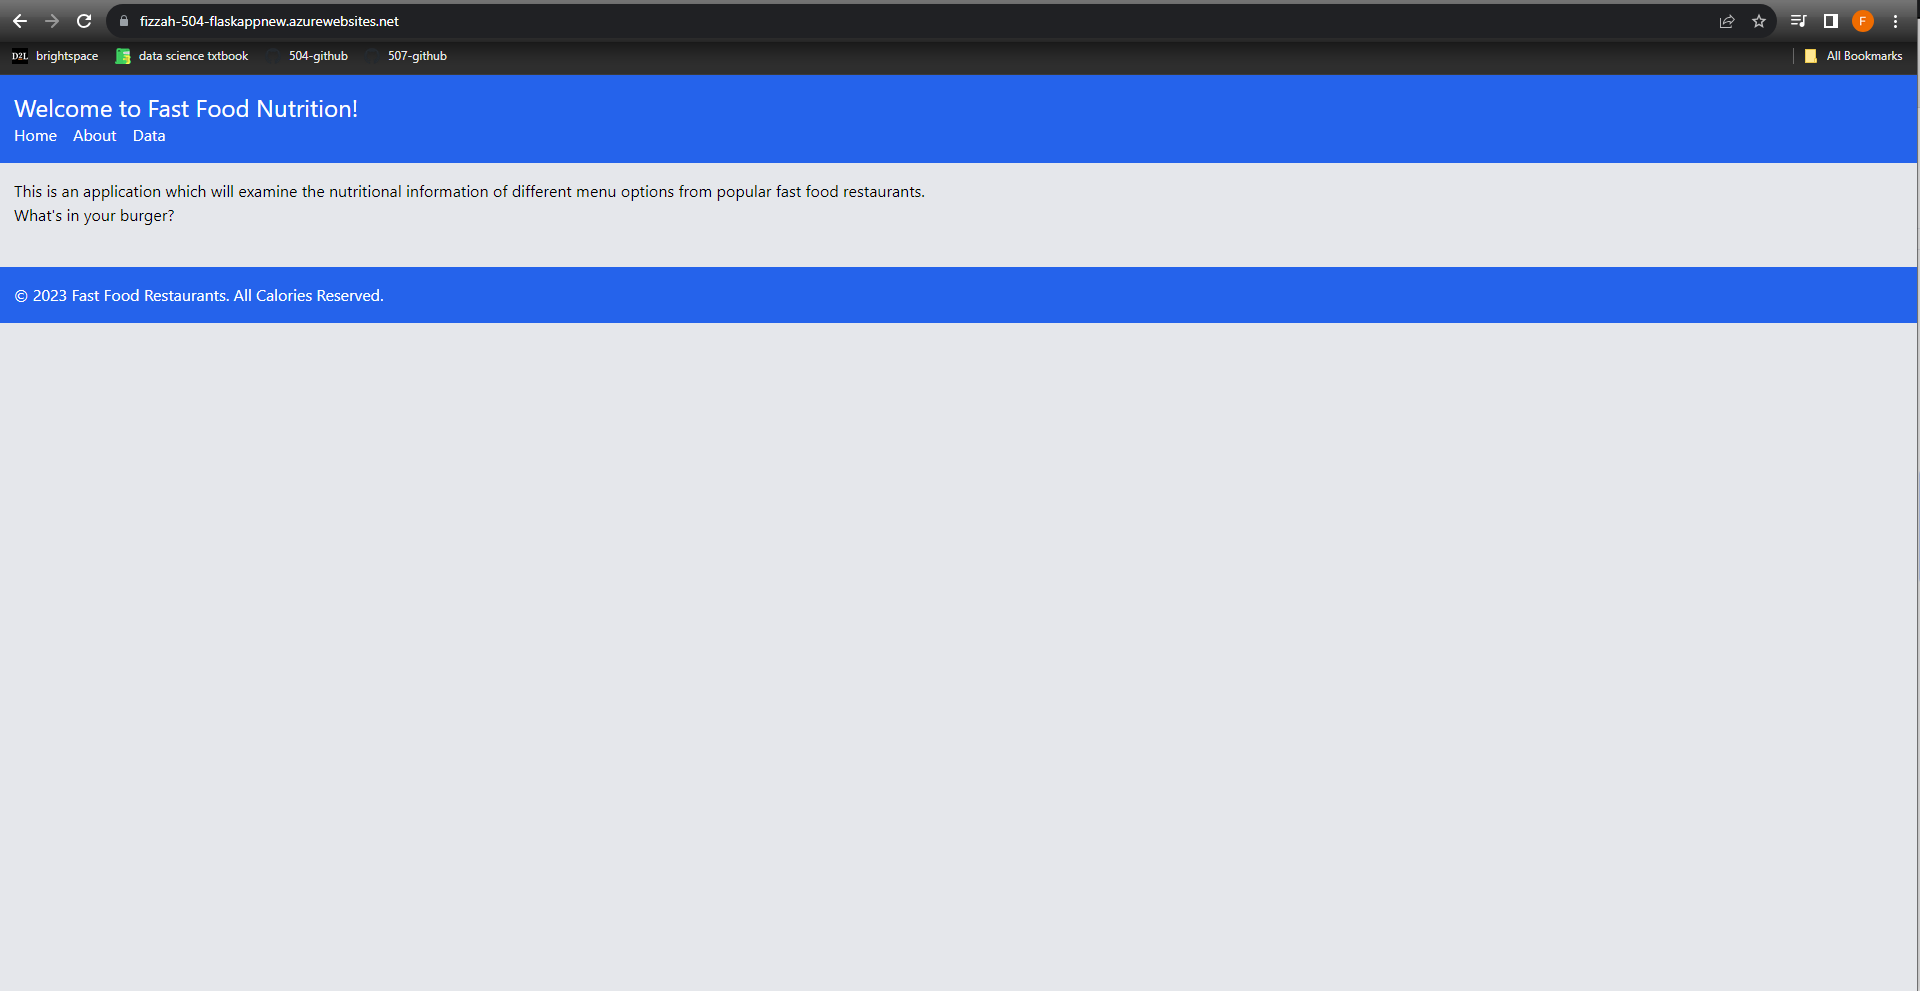 fizzah-504-flaskappnew.azurewebsites.net
F
D2L brightspace data science txtbook 504-github 507-github All Bookmarks
Welcome to Fast Food Nutrition!
Home About Data
This is an application which will examine the nutritional information of different menu options from popular fast food restaurants.
What's in your burger?
© 2023 Fast Food Restaurants. All Calories Reserved.